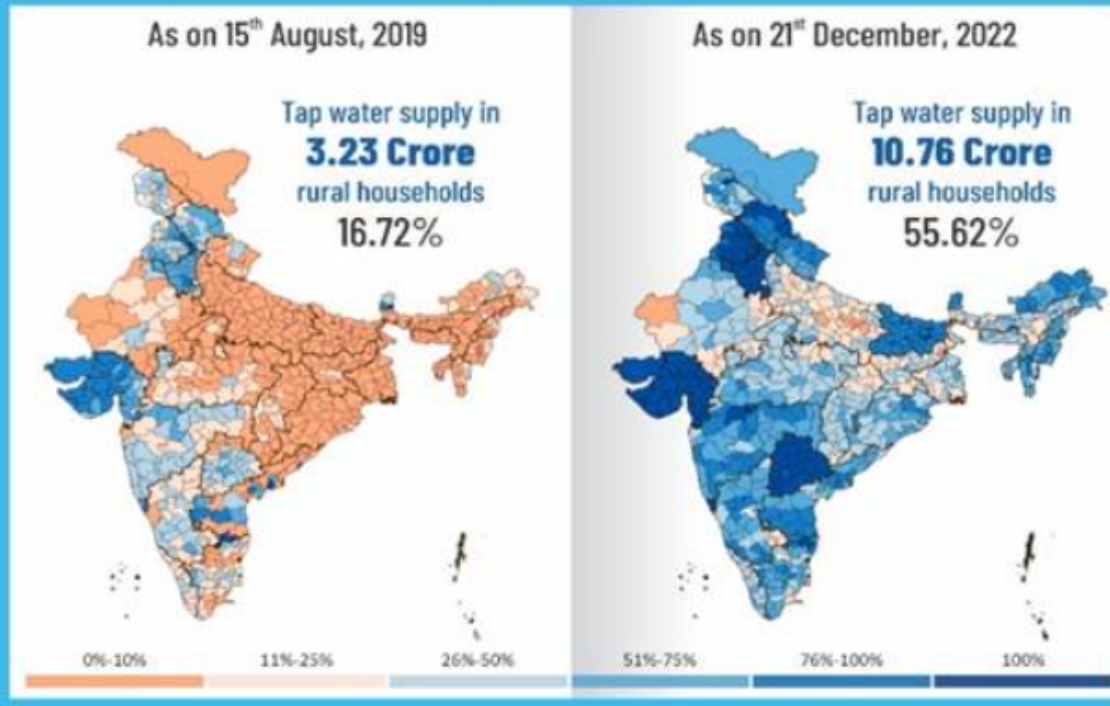 As on 15th August, 2019
Tap water supply in
3.23 Crore
rural households
16.72%
As on 21st December, 2022
Tap water supply in
10.76 Crore
rural households
55.62%
0%-10% 11%-25% 26%-50% 51%-75% 76%-100% 100%